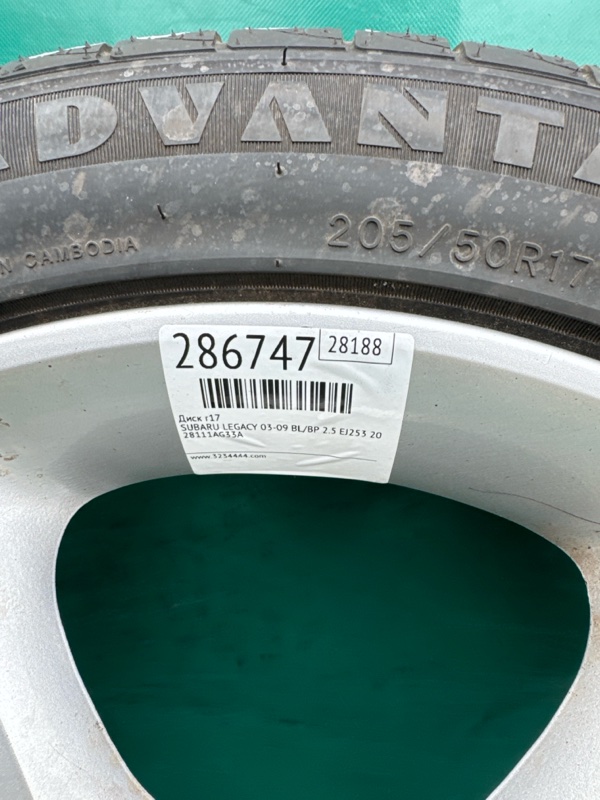 ADVANTA
205/50R17
N CAMBODIA
286747
28188
Диск r17
SUBARU LEGACY 03-09 BL/BP 2.5 EJ253 20
28111AG33A
www.3234444.com